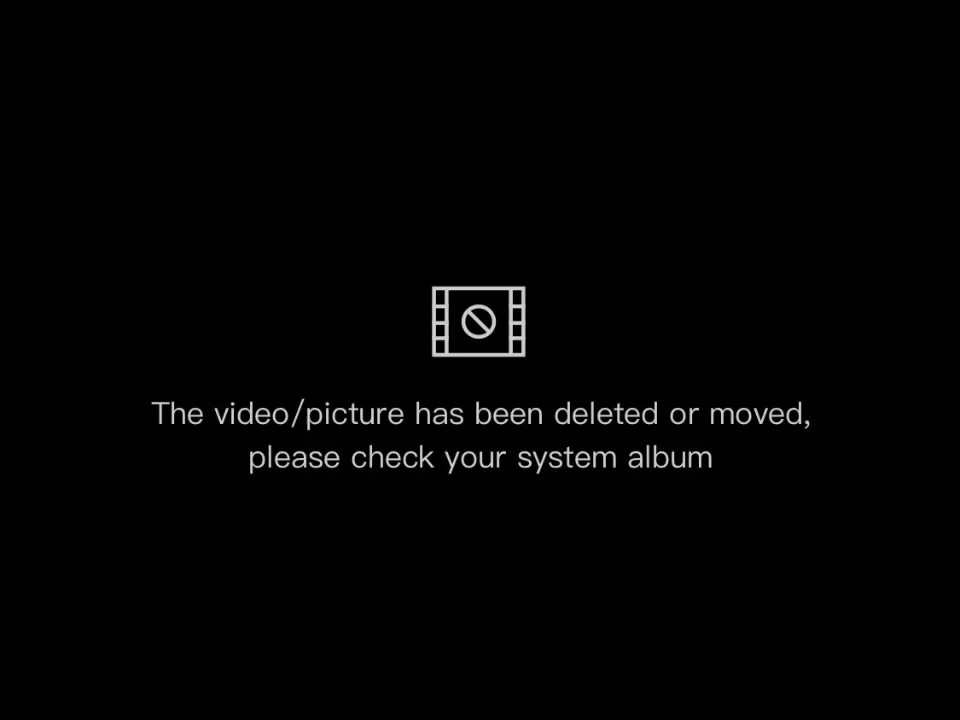 The video/picture has been deleted or moved,
please check your system album